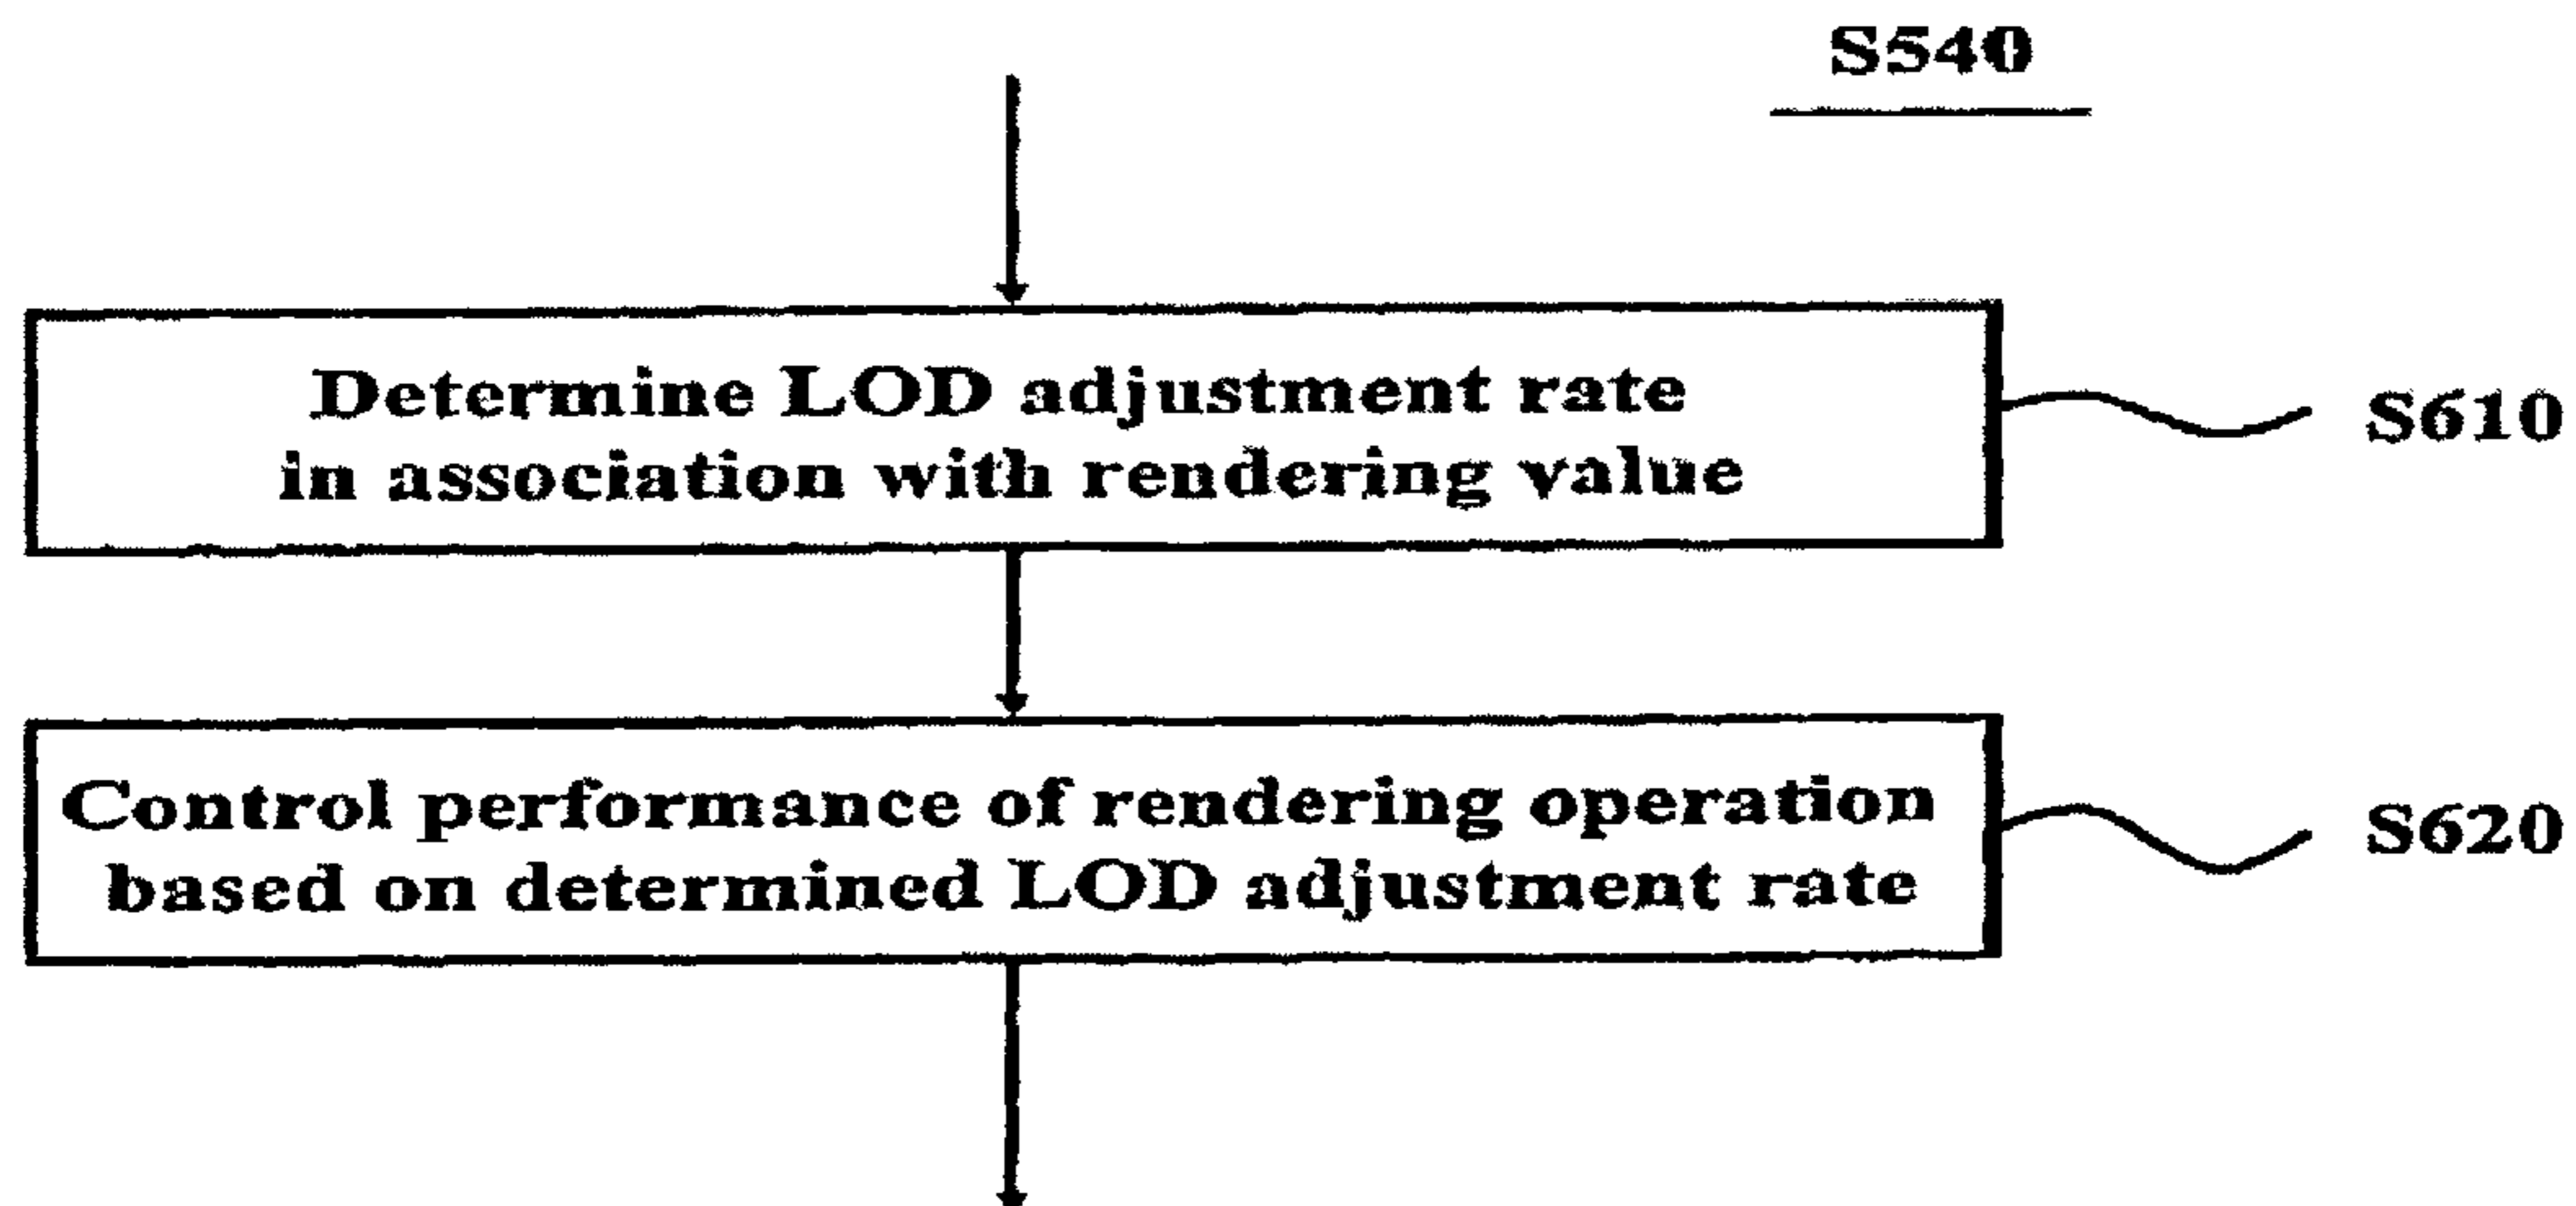 S540
Determine LOD adjustment rate
in association with rendering value
S610
Control performance of rendering operation
based on determined LOD adjustment rate
S620